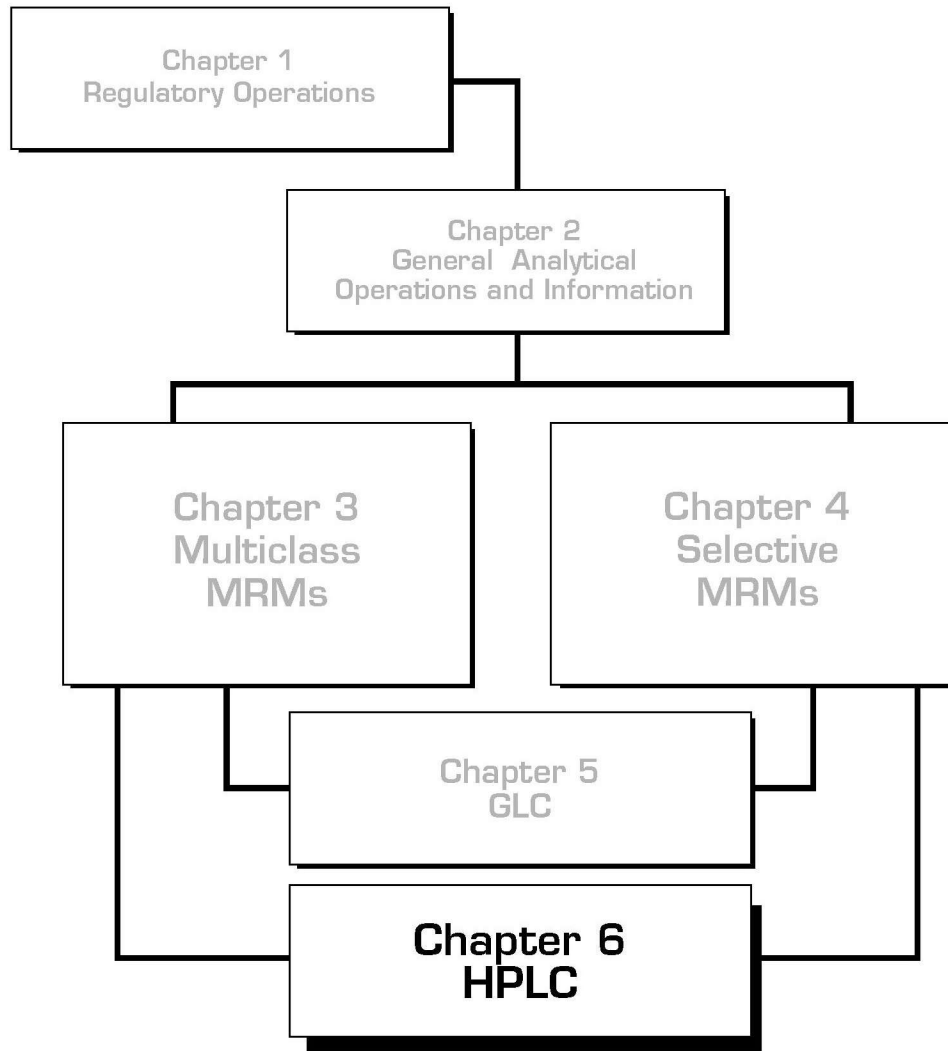 Chapter 1
Regulatory Operations
Chapter 2
General Analytical
Operations and Information
Chapter 3
Multiclass
MRMs
Chapter 4
Selective
MRMs
Chapter 5
GLC
Chapter 6
HPLC